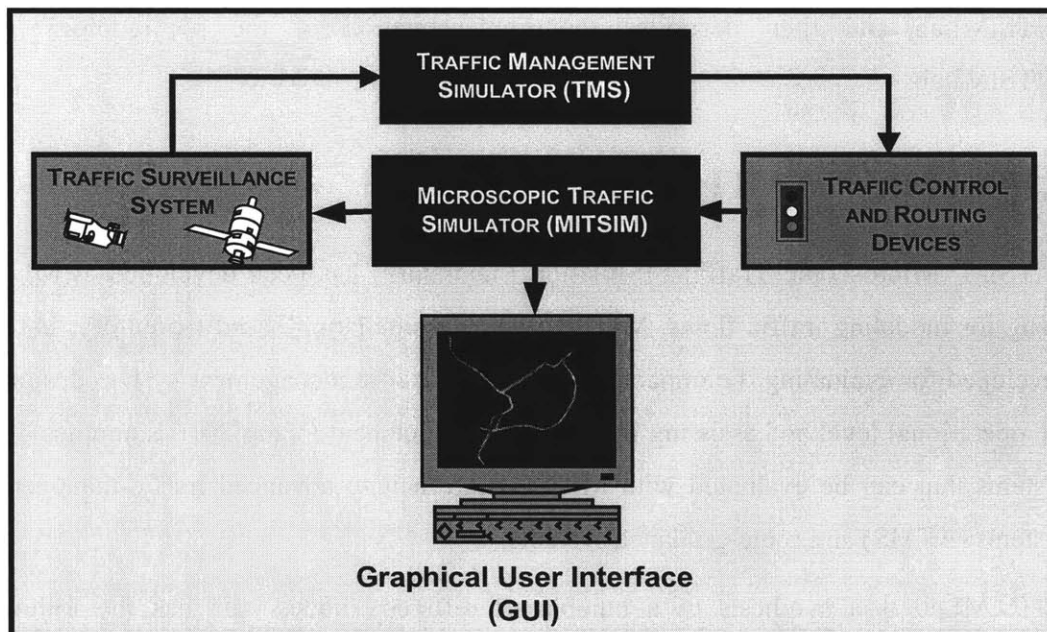 TRAFFIC MANAGEMENT
SIMULATOR (TMS)
TRAFFIC SURVEILLANCE
SYSTEM
MICROSCOPIC TRAFFIC
SIMULATOR (MITSIM)
TRAFIIC CONTROL
AND ROUTING
DEVICES
Graphical User Interface
(GUI)